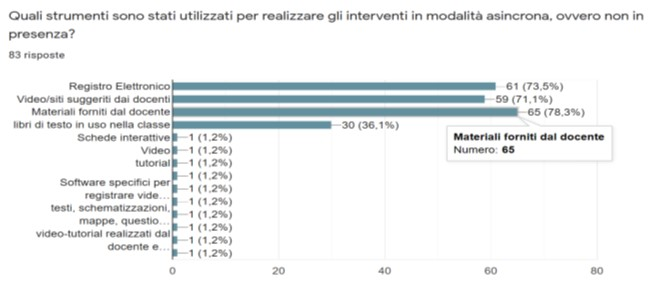 Quali strumenti sono stati utilizzati per realizzare gli interventi in modalità asincrona, ovvero non in
presenza?
83 risposte
Registro Elettronico
61 (73,5%)
Video/siti suggeriti dai docenti
59 (71,1%)
Materiali forniti dal docente
65 (78,3%)
libri di testo in uso nella classe
30 (36,1%)
Schede interattive
1 (1,2%)
Video
1 (1,2%)
tutorial
1 (1,2%)
1 (1,2%)
Software specifici per
registrare vide…
1 (1,2%)
1 (1,2%)
testi, schematizzazioni,
mappe, questio…
1 (1,2%)
1 (1,2%)
video-tutorial realizzati dal
docente e…
1 (1,2%)
1 (1,2%)
Materiali forniti dal docente
Numero: 65
0
20
40
60
80